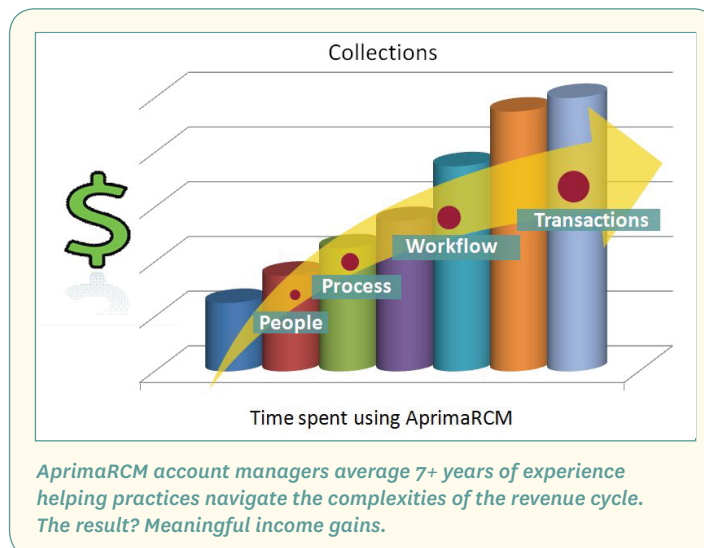 Collections
$
Transactions
Workflow
Process
People
Time spent using AprimaRCM
AprimaRCM account managers average 7+ years of experience
helping practices navigate the complexities of the revenue cycle.
The result? Meaningful income gains.